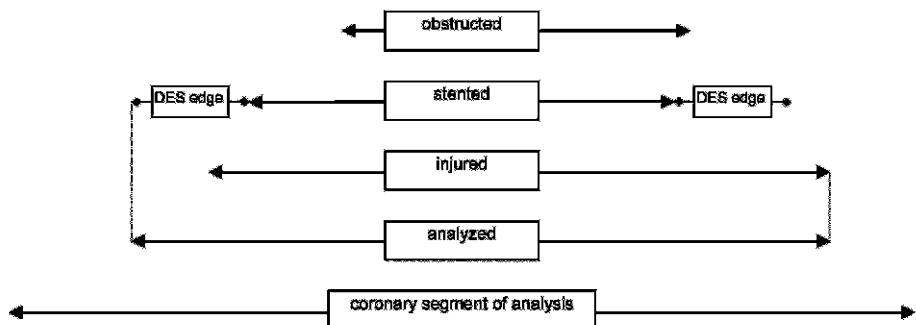 obstructed
DES edge stented DES edge
injured
analyzed
coronary segment of analysis